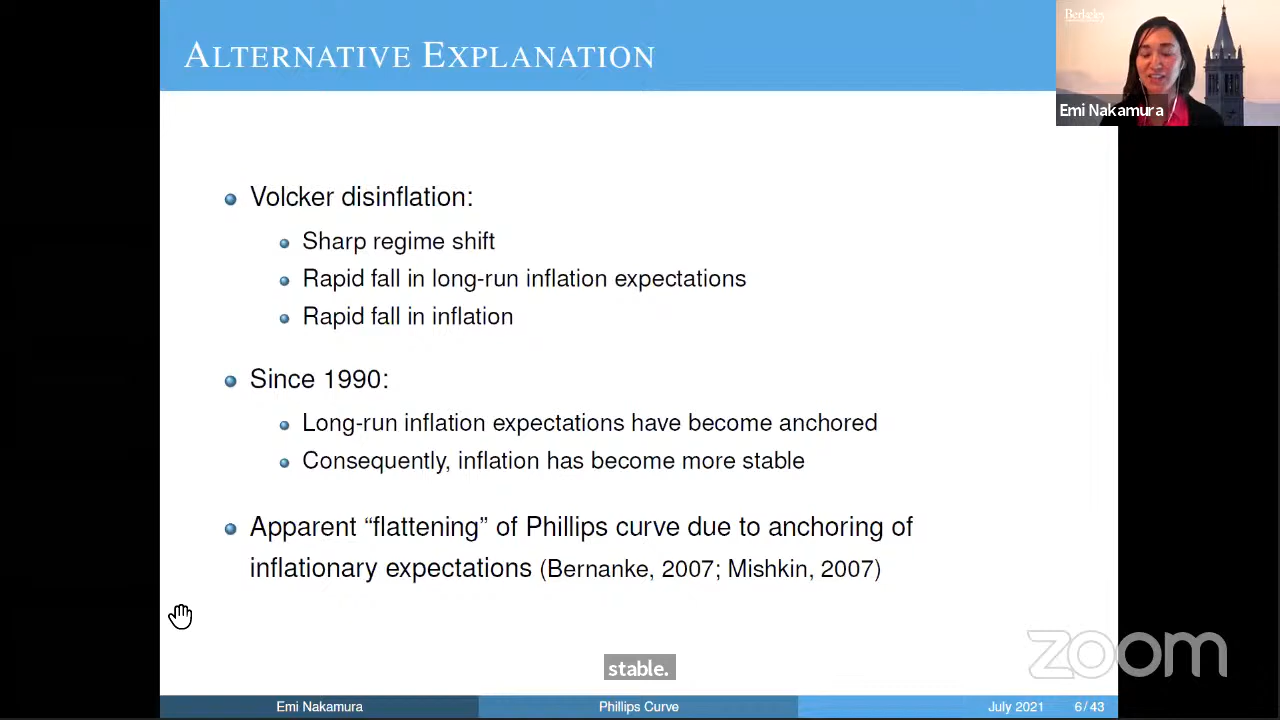 ALTERNATIVE EXPLANATION
Berkeley
Emi Nakamura
Volcker disinflation:
Sharp regime shift
Rapid fall in long-run inflation expectations
Rapid fall in inflation
Since 1990:
Long-run inflation expectations have become anchored
Consequently, inflation has become more stable
Apparent “flattening” of Phillips curve due to anchoring of
inflationary expectations (Bernanke, 2007; Mishkin, 2007)
zoom
stable.
Emi Nakamura
Phillips Curve
July 2021
6/43